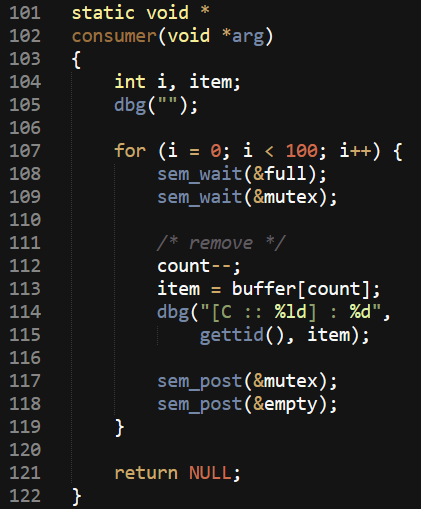 101 static void *
102 consumer(void *arg)
103 {
104     int i, item;
105     dbg("");
106
107     for (i = 0; i < 100; i++) {
108         sem_wait(&full);
109         sem_wait(&mutex);
110
111         /* remove */
112         count--;
113         item = buffer[count];
114         dbg("[C :: %ld] : %d",
115             gettid(), item);
116
117         sem_post(&mutex);
118         sem_post(&empty);
119     }
120
121     return NULL;
122 }